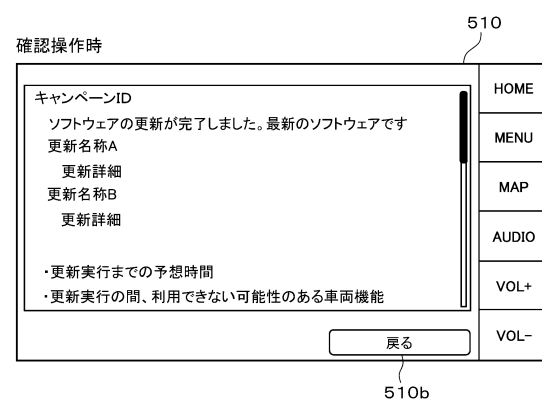 510
確認操作時
キャンペーンID
ソフトウェアの更新が完了しました。最新のソフトウェアです
更新名称A
更新詳細
更新名称B
更新詳細
・更新実行までの予想時間
・更新実行の間、利用できない可能性のある車両機能
戻る
HOME
MENU
MAP
AUDIO
VOL+
VOL−
510b